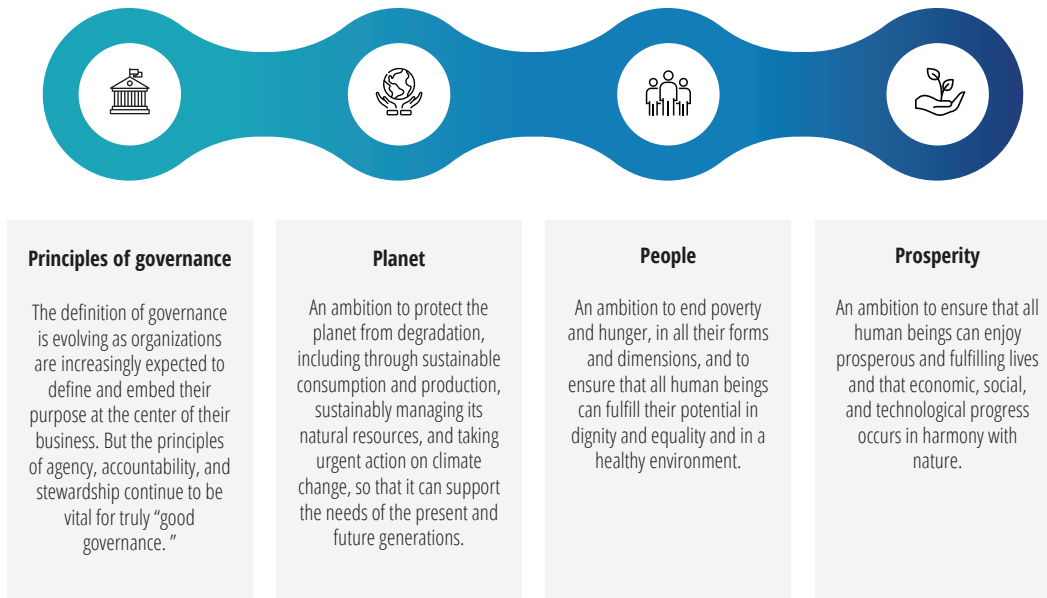 Principles of governance
The definition of governance
is evolving as organizations
are increasingly expected to
define and embed their
purpose at the center of their
business. But the principles
of agency, accountability, and
stewardship continue to be
vital for truly “good
governance. ”
Planet
An ambition to protect the
planet from degradation,
including through sustainable
consumption and production,
sustainably managing its
natural resources, and taking
urgent action on climate
change, so that it can support
the needs of the present and
future generations.
People
An ambition to end poverty
and hunger, in all their forms
and dimensions, and to
ensure that all human beings
can fulfill their potential in
dignity and equality and in a
healthy environment.
Prosperity
An ambition to ensure that all
human beings can enjoy
prosperous and fulfilling lives
and that economic, social,
and technological progress
occurs in harmony with
nature.